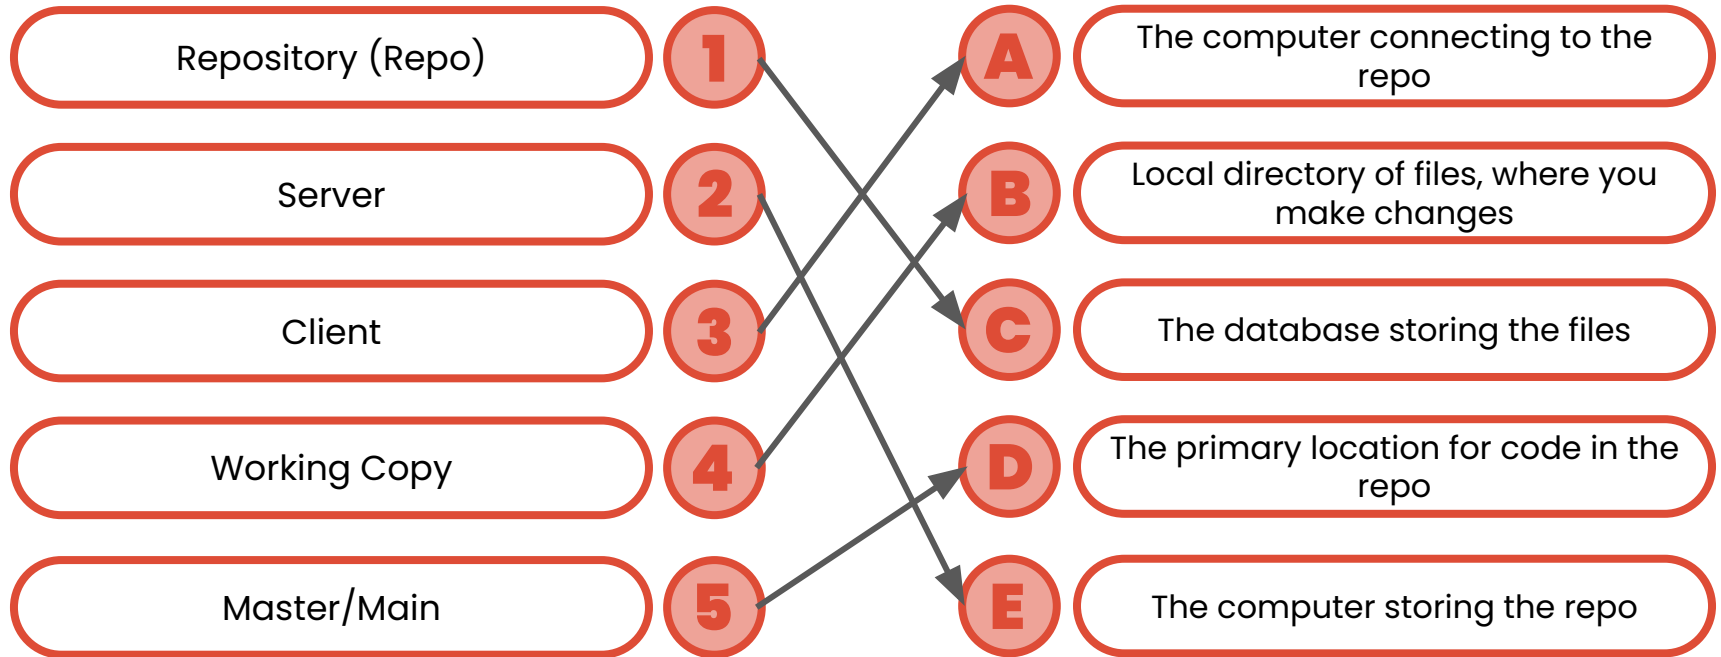 Repository (Repo)
1
A
The computer connecting to the
repo
Server
2
B
Local directory of files, where you
make changes
Client
3
C
The database storing the files
Working Copy
4
D
The primary location for code in the
repo
Master/Main
5
E
The computer storing the repo